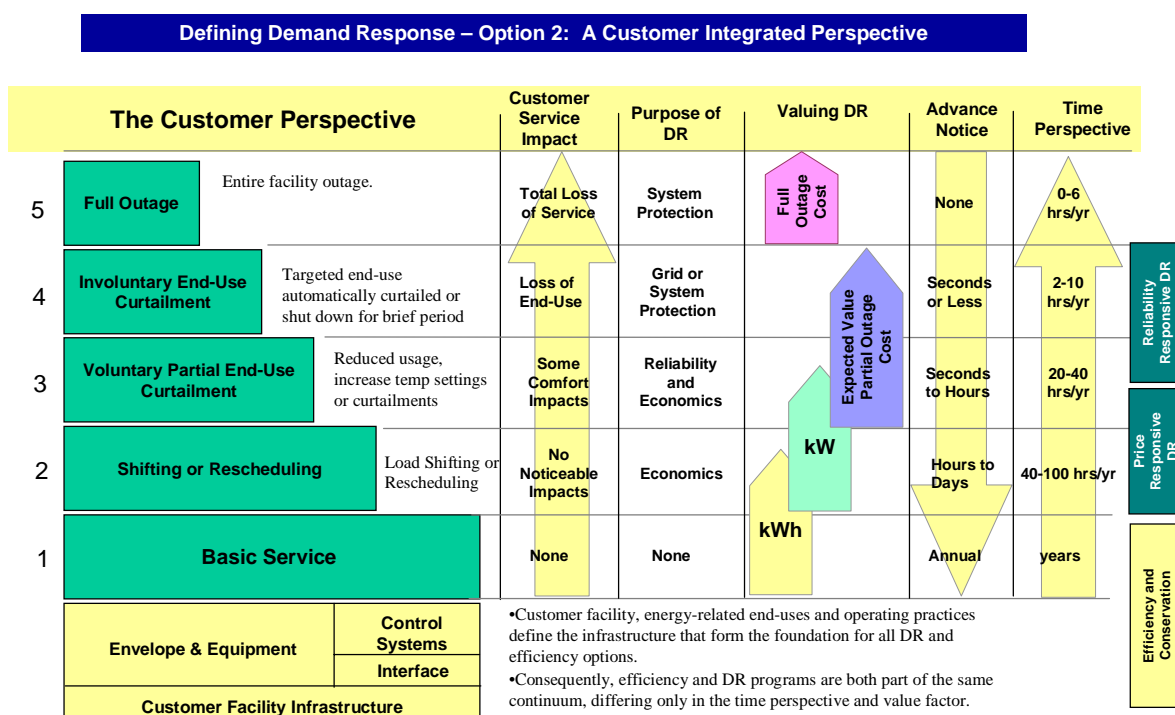 Defining Demand Response – Option 2: A Customer Integrated Perspective
The Customer Perspective
Customer
Service
Impact
Purpose of
DR
Valuing DR
Advance
Notice
Time
Perspective
5
Full Outage
Entire facility outage.
Total Loss
of Service
System
Protection
Full
Outage
Cost
None
0-6
hrs/yr
4
Involuntary End-Use
Curtailment
Targeted end-use
automatically curtailed or
shut down for brief period
Loss of
End-Use
Grid or
System
Protection
Expected Value
Partial Outage
Cost
Seconds
or Less
2-10
hrs/yr
Reliability
Responsive DR
3
Voluntary Partial End-Use
Curtailment
Reduced usage,
increase temp settings
or curtailments
Some
Comfort
Impacts
Reliability
and
Economics
Seconds
to Hours
20-40
hrs/yr
2
Shifting or Rescheduling
Load Shifting or
Rescheduling
No
Noticeable
Impacts
Economics
kW
Hours to
Days
40-100 hrs/yr
Price
Responsive
DR
1
Basic Service
None
None
kWh
Annual
years
Efficiency and
Conservation
Envelope & Equipment
Control
Systems
Interface
Customer Facility Infrastructure
•Customer facility, energy-related end-uses and operating practices
define the infrastructure that form the foundation for all DR and
efficiency options.
•Consequently, efficiency and DR programs are both part of the same
continuum, differing only in the time perspective and value factor.